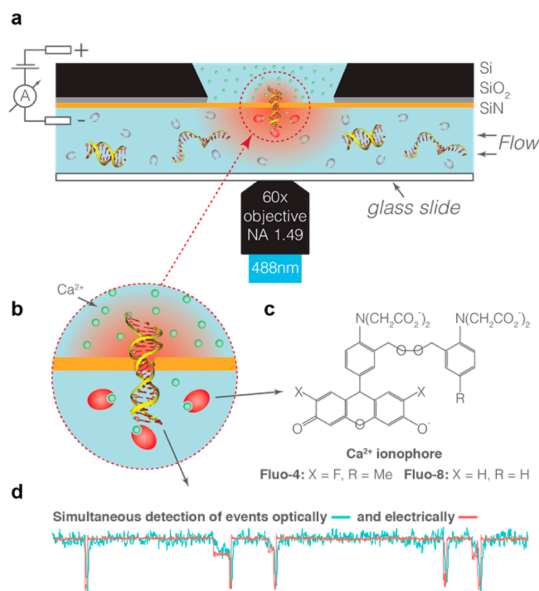 a
+
A
-
Si
SiO₂
SiN
Flow
glass slide
60x
objective
NA 1.49
488nm
b
Ca²⁺
c
N(CH₂CO₂⁻)₂ N(CH₂CO₂⁻)₂
O O
R
X X
O O O⁻
Ca²⁺ ionophore
Fluo-4: X = F, R = Me Fluo-8: X = H, R = H
d
Simultaneous detection of events optically and electrically